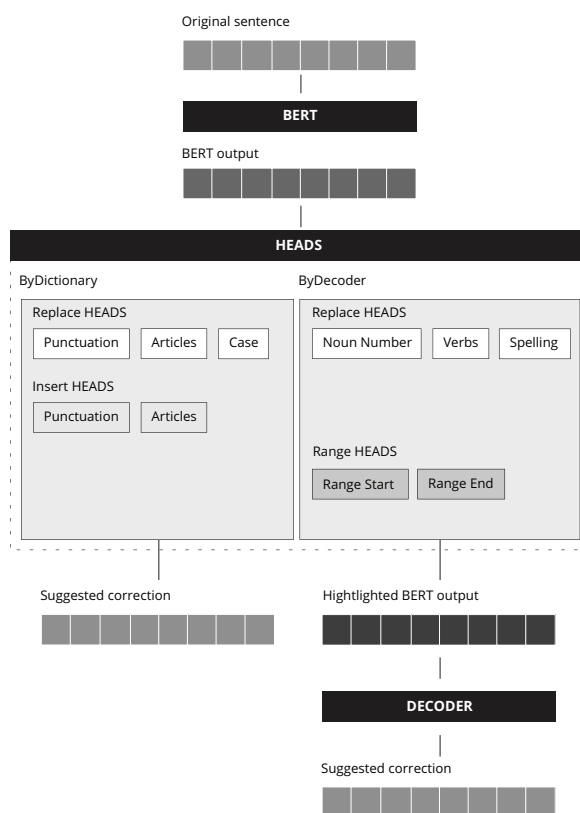 Original sentence
BERT
BERT output
HEADS
ByDictionary
Replace HEADS
Punctuation Articles Case
Insert HEADS
Punctuation Articles
ByDecoder
Replace HEADS
Noun Number Verbs Spelling
Range HEADS
Range Start Range End
Suggested correction
Hightlighted BERT output
DECODER
Suggested correction